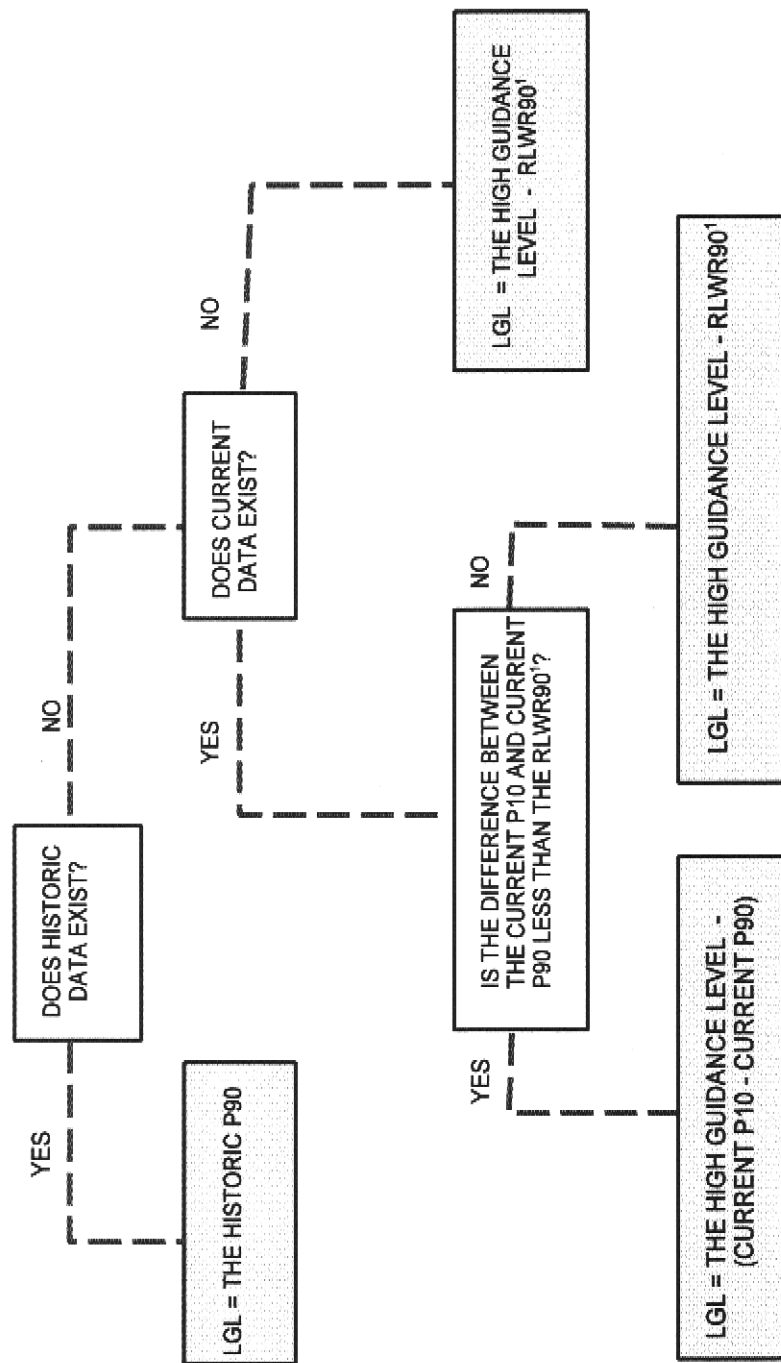 DOES HISTORIC
DATA EXIST?
YES
NO
LGL = THE HISTORIC P90
DOES CURRENT
DATA EXIST?
YES
NO
IS THE DIFFERENCE BETWEEN
THE CURRENT P10 AND CURRENT
P90 LESS THAN THE RLWR90¹?
LGL = THE HIGH GUIDANCE
LEVEL - RLWR90¹
YES
NO
LGL = THE HIGH GUIDANCE LEVEL -
(CURRENT P10 - CURRENT P90)
LGL = THE HIGH GUIDANCE LEVEL - RLWR90¹